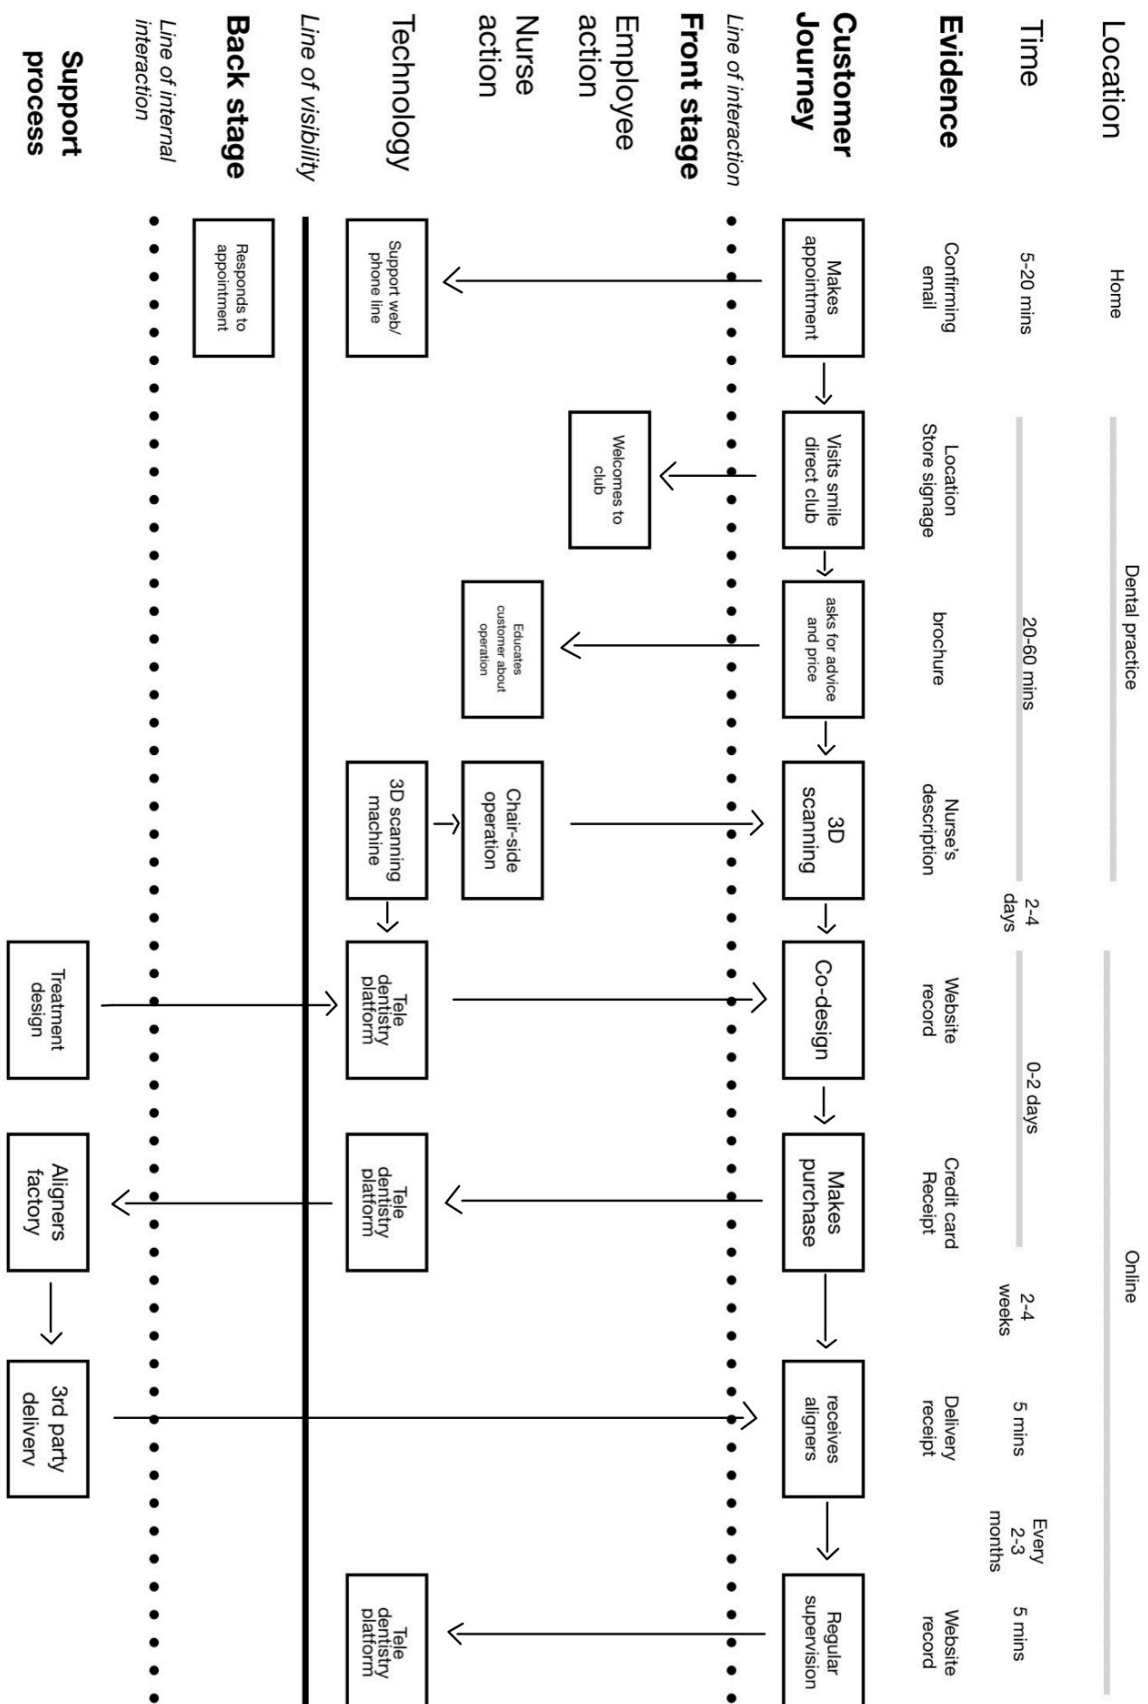 Location
Home
Dental practice
Online
Time
5-20 mins
20-60 mins
2-4
days
0-2 days
2-4
weeks
5 mins
Every
2-3
months
5 mins
Evidence
Confirming
email
Location
Store signage
brochure
Nurse's
description
Website
record
Credit card
Receipt
Delivery
receipt
Website
record
Customer
Journey
Makes
appointment
Visits smile
direct club
asks for advice
and price
3D
scanning
Co-design
Makes
purchase
receives
aligners
Regular
supervision
Line of interaction
Front stage
Employee
action
Welcomes to
club
Nurse
action
Educates
customer about
operation
Chair-side
operation
Technology
Support web/
phone line
3D scanning
machine
Tele
dentistry
platform
Tele
dentistry
platform
Tele
dentistry
platform
Line of visibility
Back stage
Responds to
appointment
Line of internal
interaction
Support
process
Treatment
design
Aligners
factory
3rd party
delivery